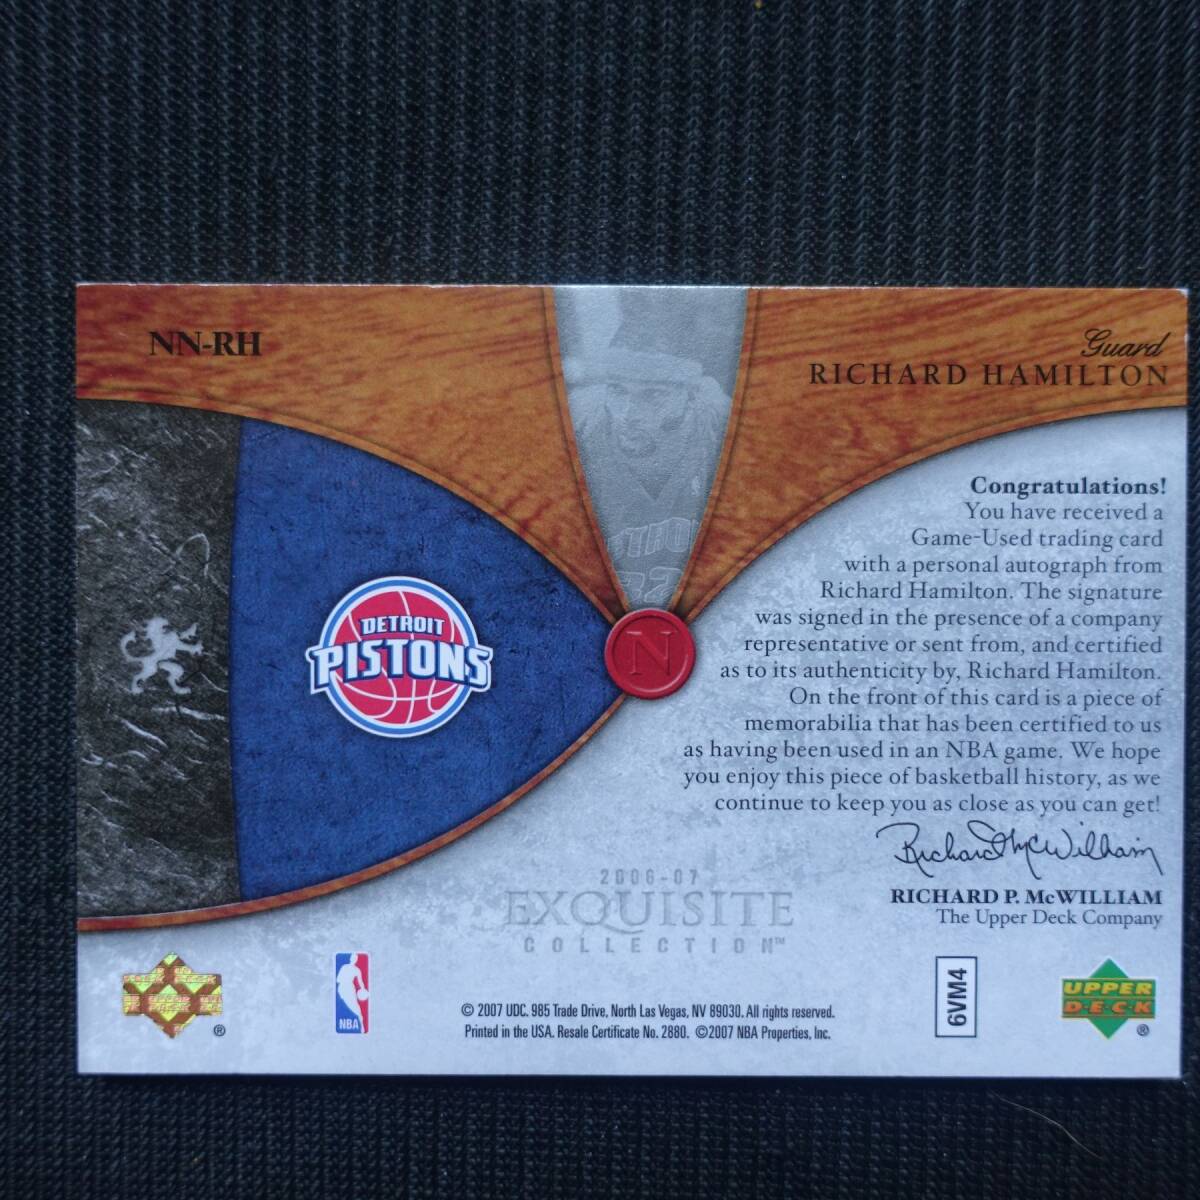 NN-RH
Guard
RICHARD HAMILTON
Congratulations!
You have received a
Game-Used trading card
with a personal autograph from
Richard Hamilton. The signature
was signed in the presence of a company
representative or sent from, and certified
as to its authenticity by, Richard Hamilton.
On the front of this card is a piece of
memorabilia that has been certified to us
as having been used in an NBA game. We hope
you enjoy this piece of basketball history, as we
continue to keep you as close as you can get!
Richard McWilliam
RICHARD P. McWILLIAM
The Upper Deck Company
DETROIT
PISTONS
N
2006-07
EXQUISITE
COLLECTION™
®
NBA
© 2007 UDC. 985 Trade Drive, North Las Vegas, NV 89030. All rights reserved.
Printed in the USA. Resale Certificate No. 2880. ©2007 NBA Properties, Inc.
6VM4
UPPER
D·E·C·K
®